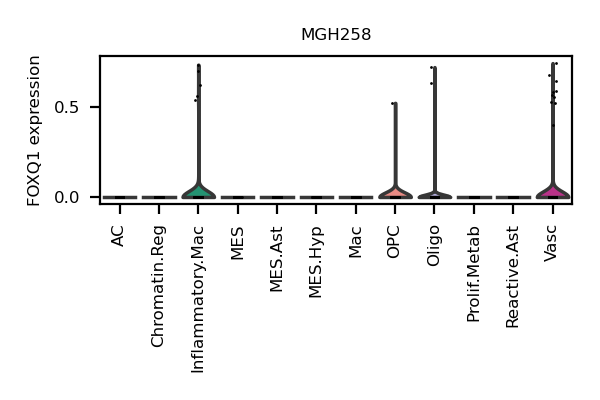 MGH258
FOXQ1 expression
0.5
0.0
AC
Chromatin.Reg
Inflammatory.Mac
MES
MES.Ast
MES.Hyp
Mac
OPC
Oligo
Prolif.Metab
Reactive.Ast
Vasc